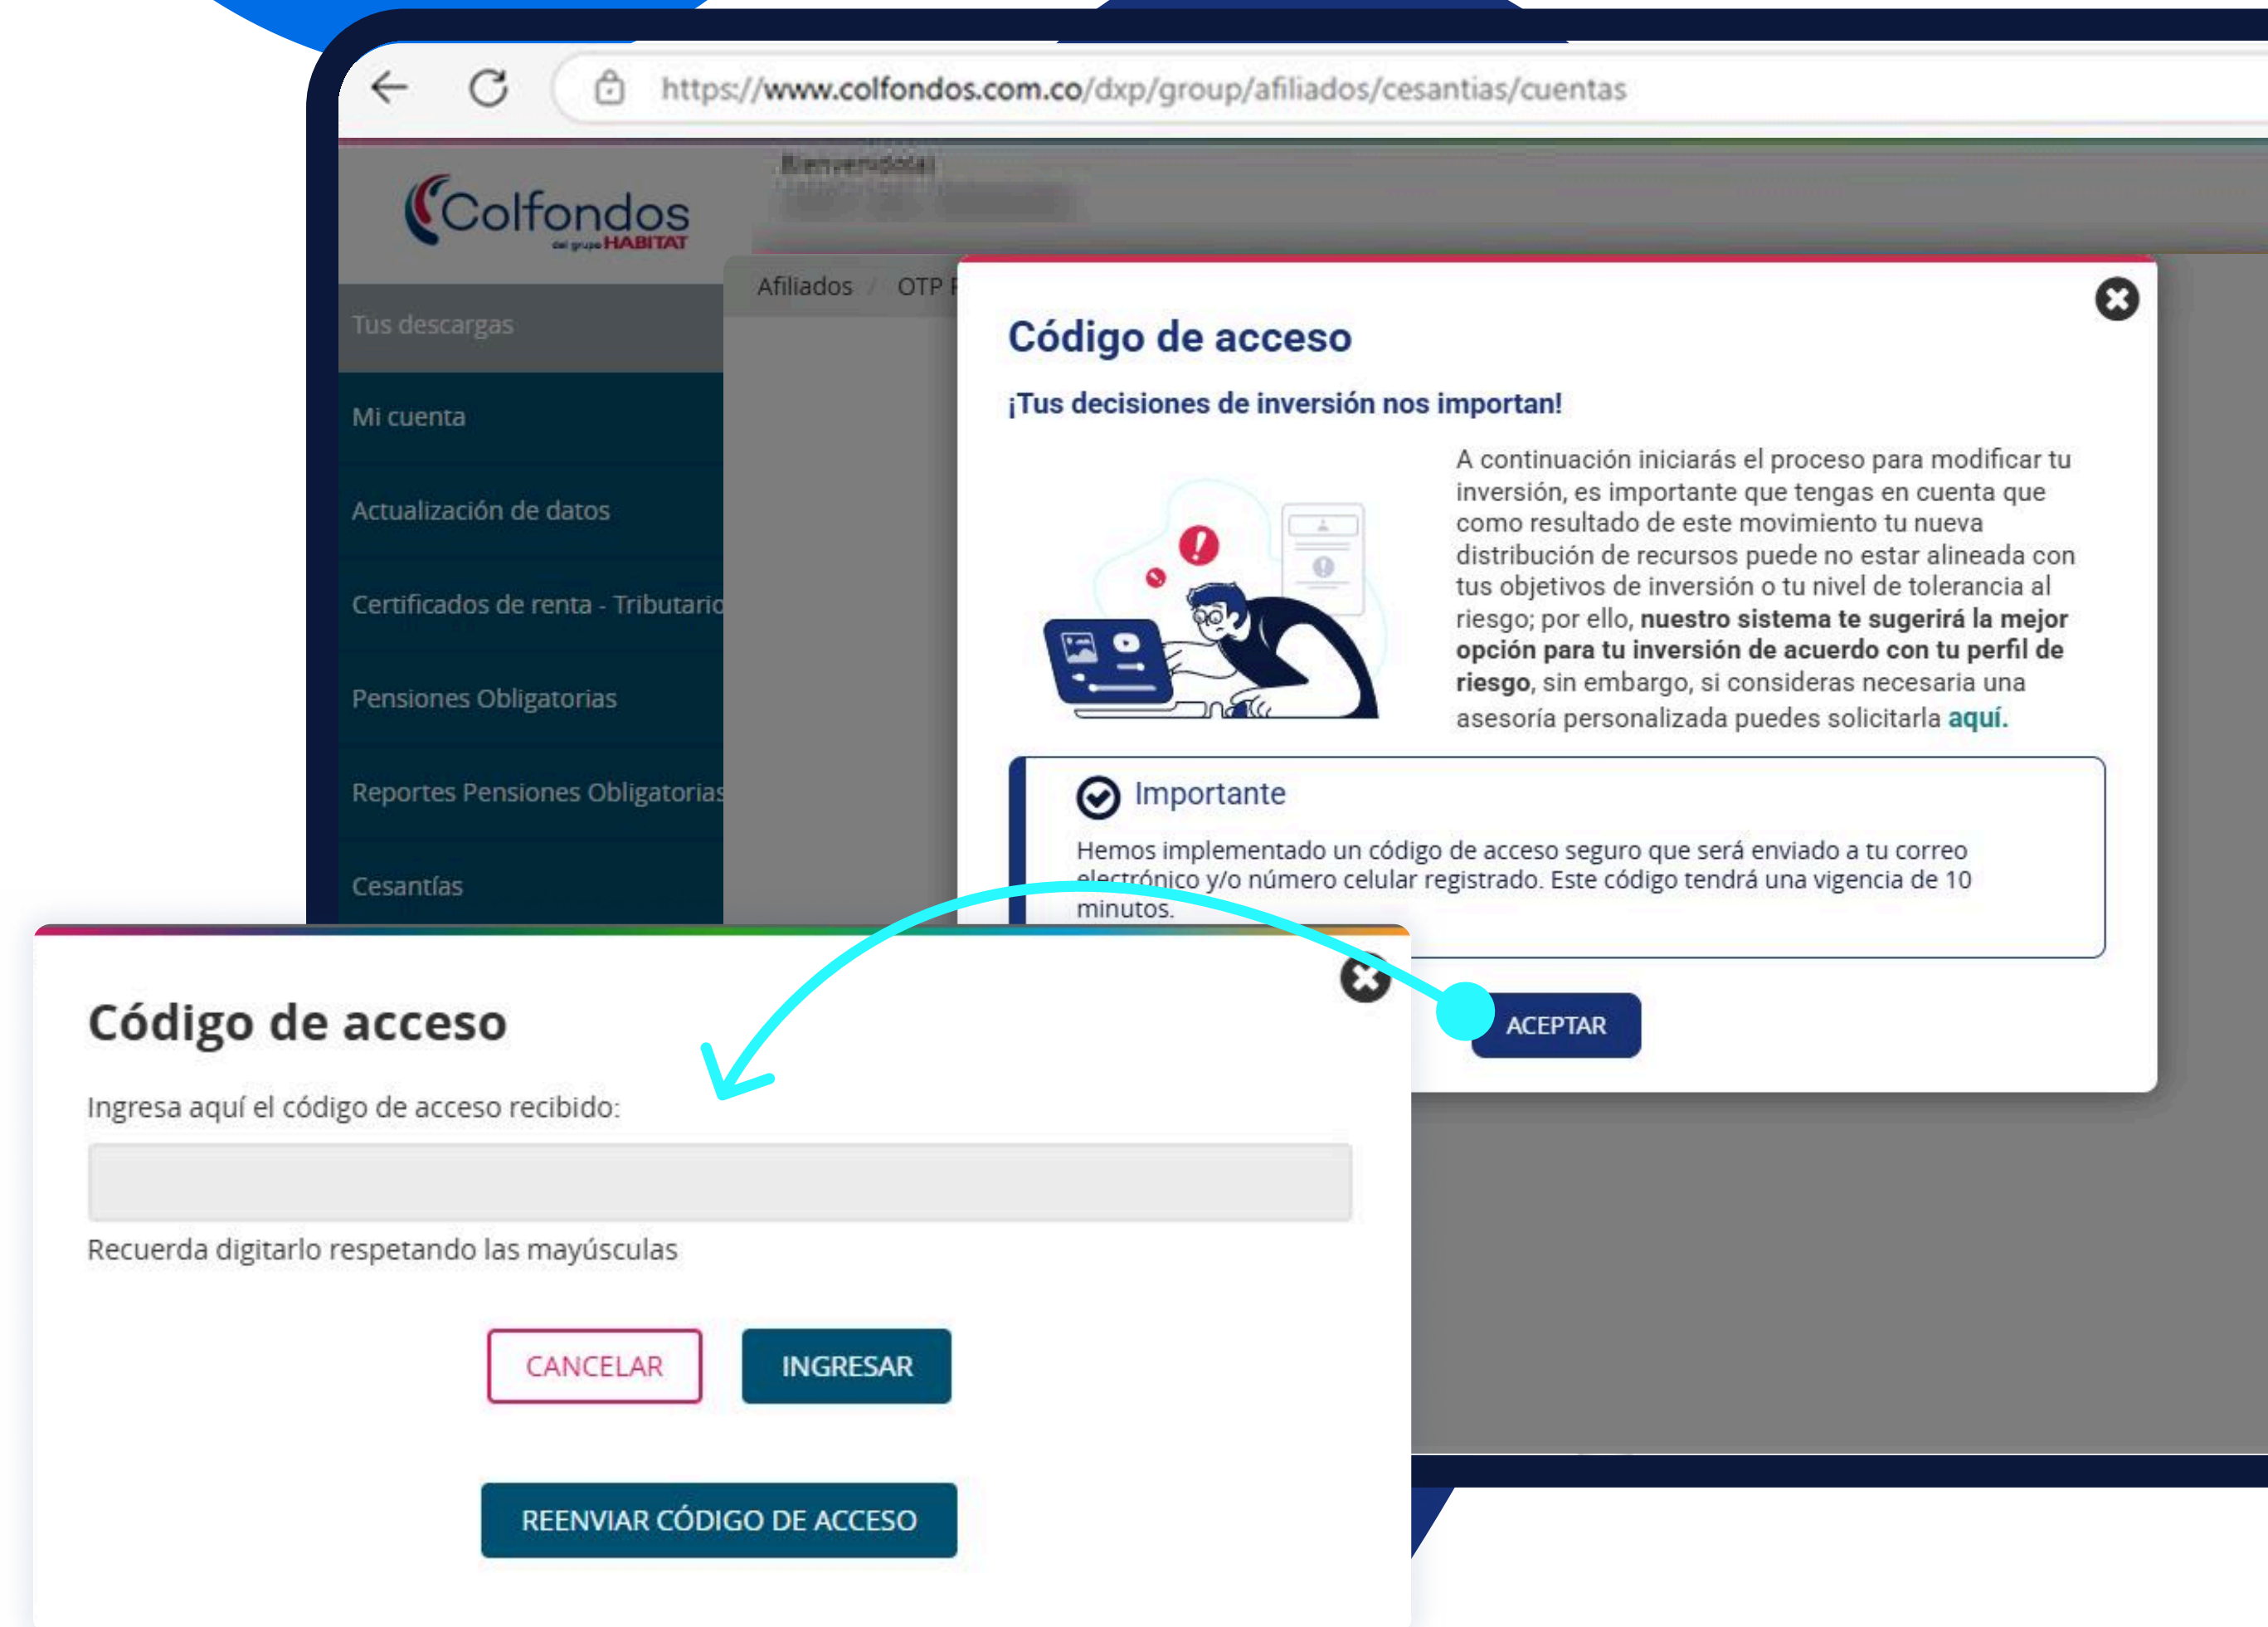 https://www.colfondos.com.co/dxp/group/afiliados/cesantias/cuentas
Colfondos
del grupo HABITAT
Bienvenido(a)
Tus descargas
Mi cuenta
Actualización de datos
Certificados de renta - Tributario
Pensiones Obligatorias
Reportes Pensiones Obligatorias
Cesantías
Afiliados / OTP
Código de acceso
¡Tus decisiones de inversión nos importan!
A continuación iniciarás el proceso para modificar tu
inversión, es importante que tengas en cuenta que
como resultado de este movimiento tu nueva
distribución de recursos puede no estar alineada con
tus objetivos de inversión o tu nivel de tolerancia al
riesgo; por ello, nuestro sistema te sugerirá la mejor
opción para tu inversión de acuerdo con tu perfil de
riesgo, sin embargo, si consideras necesaria una
asesoría personalizada puedes solicitarla aquí.
Importante
Hemos implementado un código de acceso seguro que será enviado a tu correo
electrónico y/o número celular registrado. Este código tendrá una vigencia de 10
minutos.
ACEPTAR
Código de acceso
Ingresa aquí el código de acceso recibido:
Recuerda digitarlo respetando las mayúsculas
CANCELAR
INGRESAR
REENVIAR CÓDIGO DE ACCESO